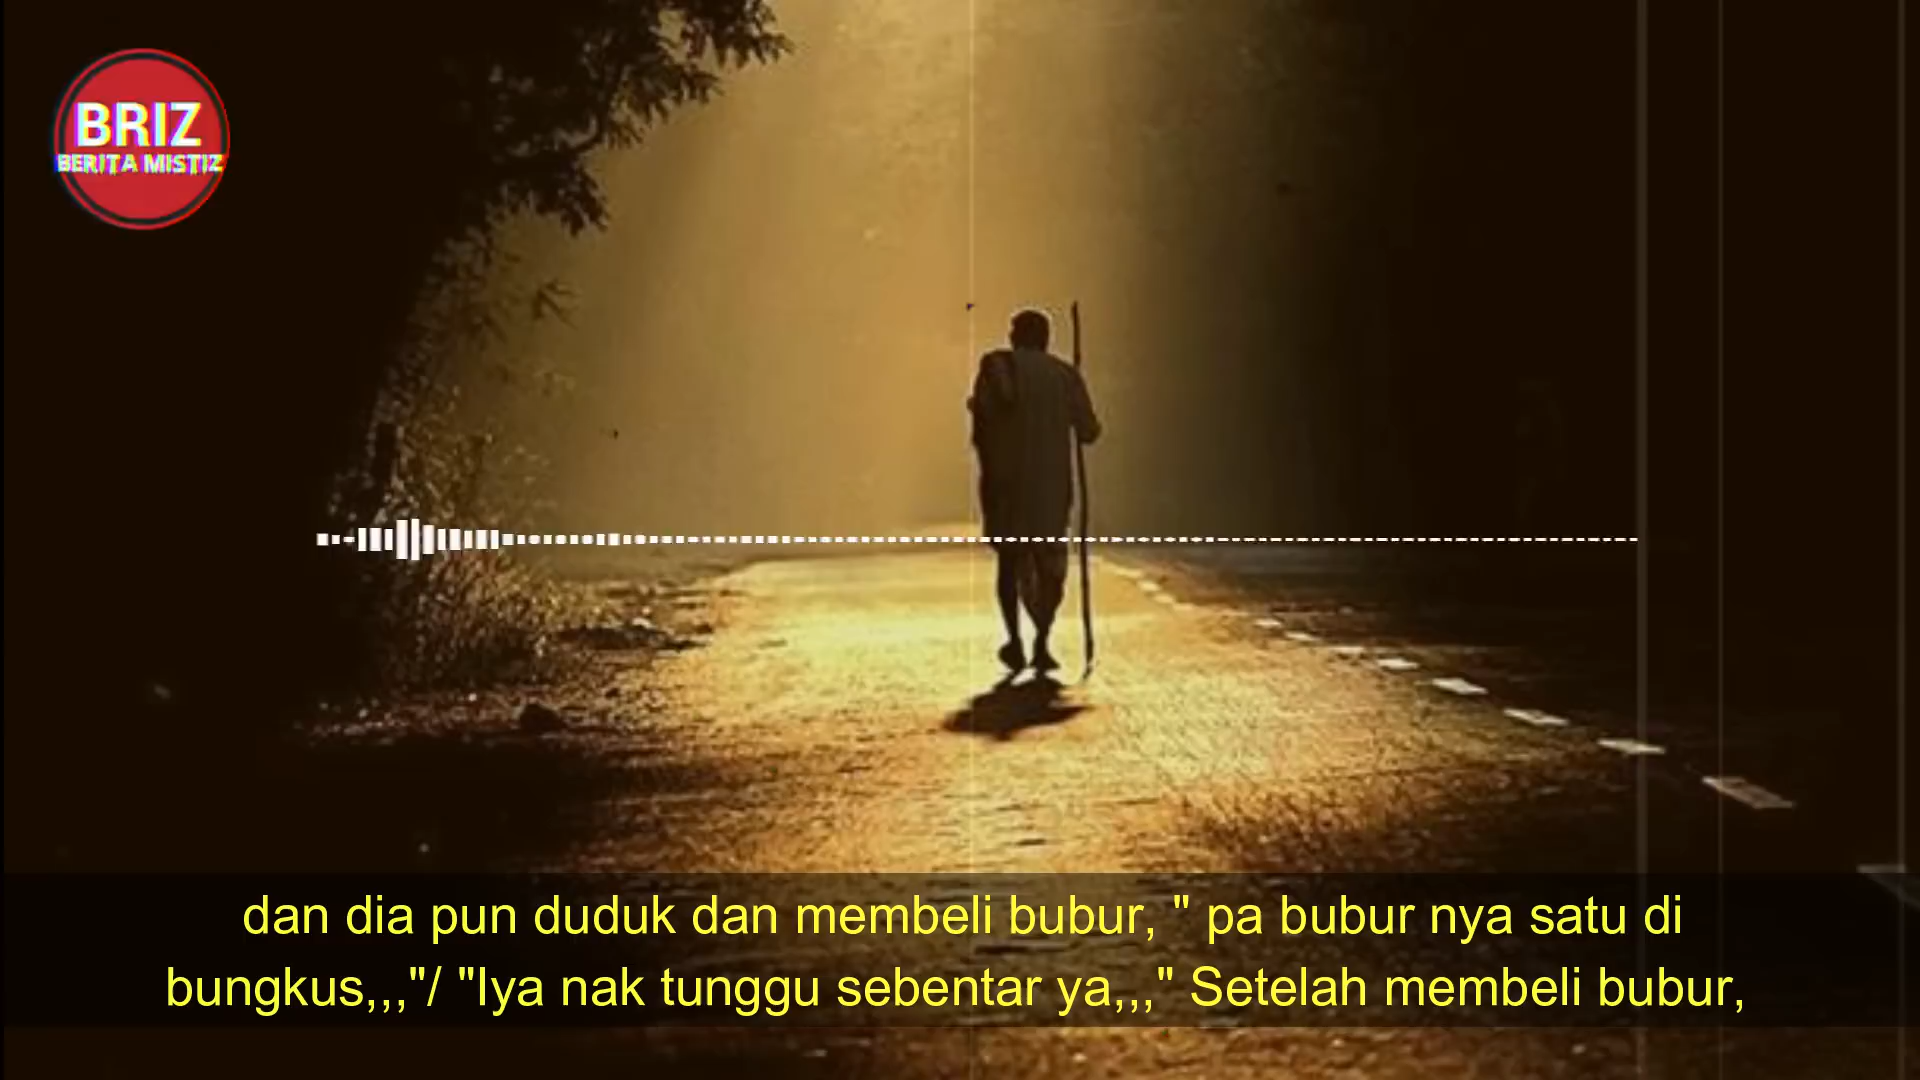 BRIZ
BERITA MISTIZ
dan dia pun duduk dan membeli bubur, " pa bubur nya satu di
bungkus,,,"/ "Iya nak tunggu sebentar ya,,," Setelah membeli bubur,